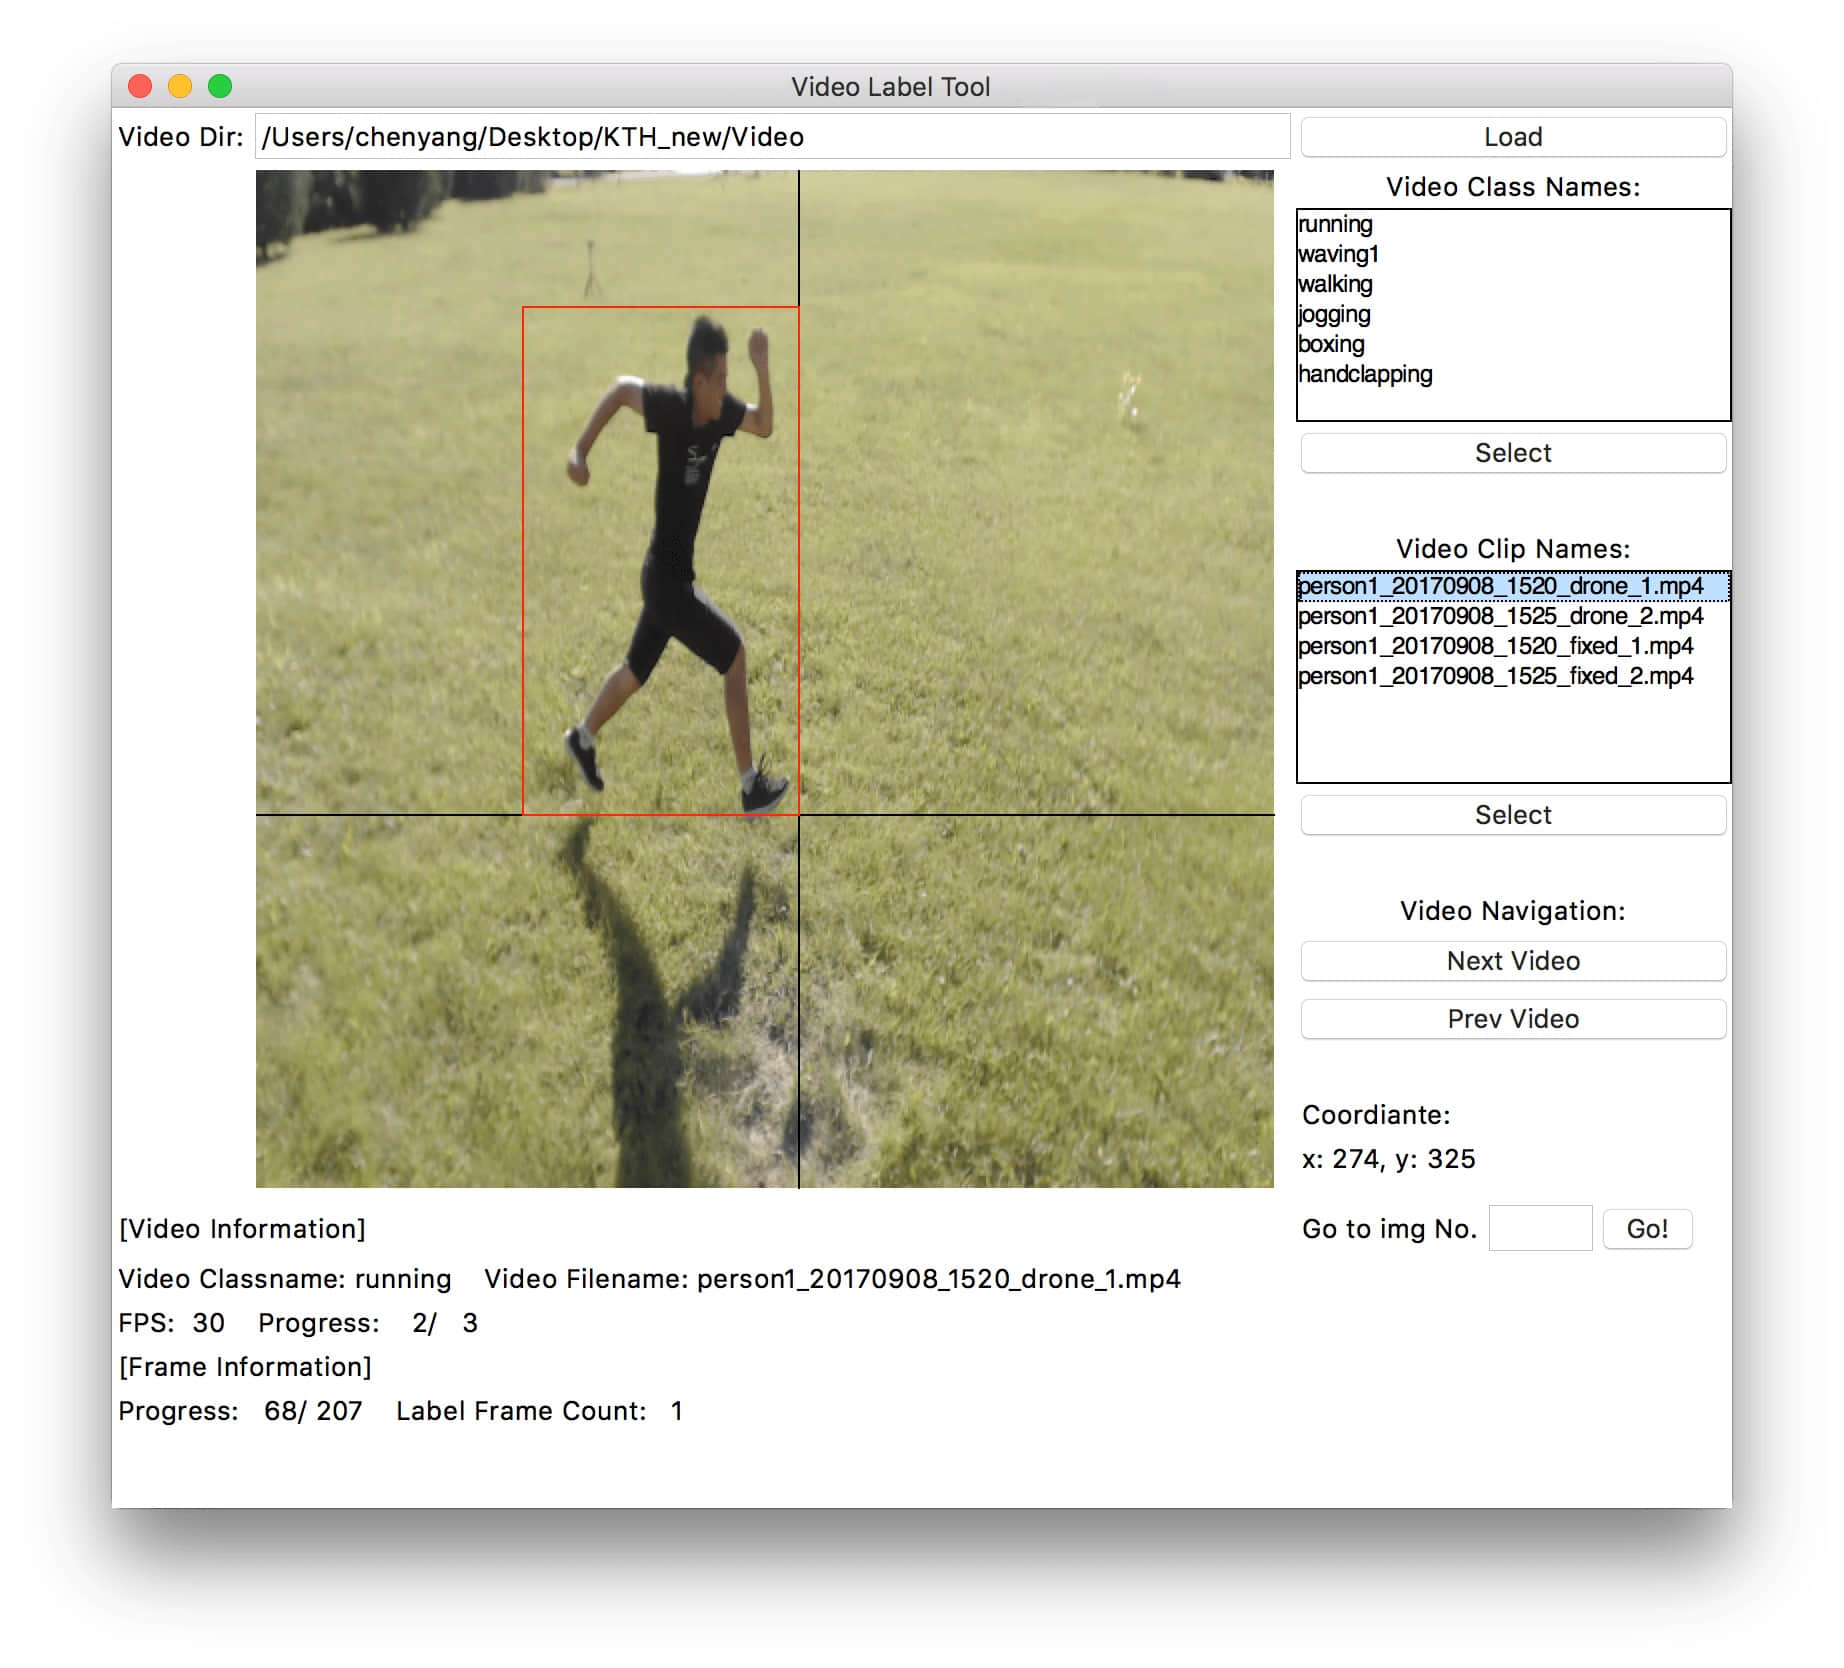 Video Label Tool
Video Dir: /Users/chenyang/Desktop/KTH_new/Video
Load
Video Class Names:
running
waving1
walking
jogging
boxing
handclapping
Select
Video Clip Names:
person1_20170908_1520_drone_1.mp4
person1_20170908_1525_drone_2.mp4
person1_20170908_1520_fixed_1.mp4
person1_20170908_1525_fixed_2.mp4
Select
Video Navigation:
Next Video
Prev Video
Coordiante:
x: 274, y: 325
Go to img No. Go!
[Video Information]
Video Classname: running Video Filename: person1_20170908_1520_drone_1.mp4
FPS: 30 Progress: 2/ 3
[Frame Information]
Progress: 68/ 207 Label Frame Count: 1